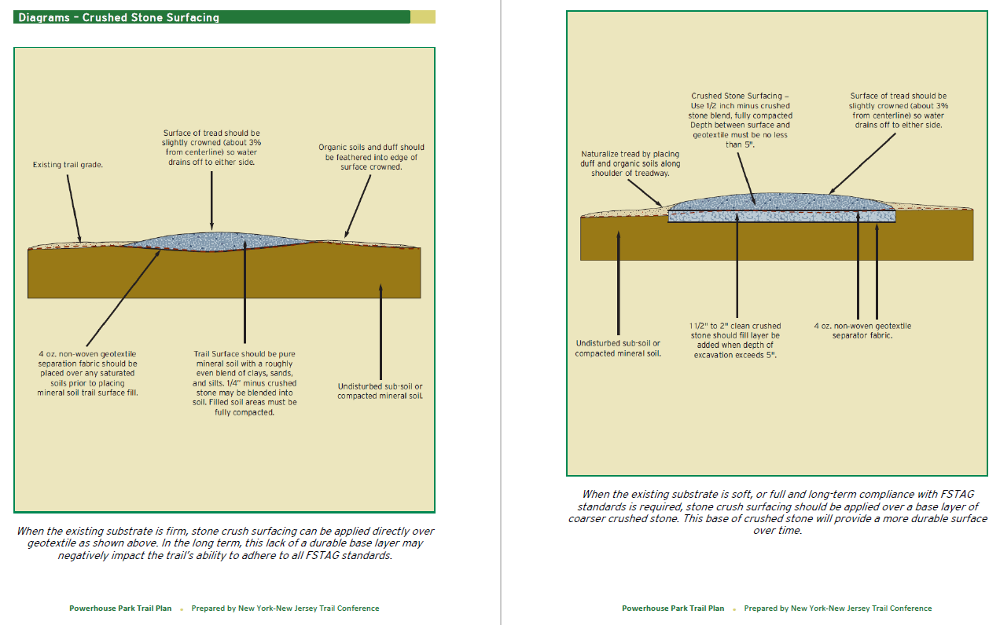 Diagrams – Crushed Stone Surfacing
Surface of tread should be
slightly crowned (about 3%
from centerline) so water
drains off to either side.
Organic soils and duff should
be feathered into edge of
surface crowned.
Existing trail grade.
4 oz. non-woven geotextile
separation fabric should be
placed over any saturated
soils prior to placing
mineral soil trail surface fill.
Trail Surface should be pure
mineral soil with a roughly
even blend of clays, sands,
and silts. 1/4" minus crushed
stone may be blended into
soil. Filled soil areas must be
fully compacted.
Undisturbed sub-soil or
compacted mineral soil.
When the existing substrate is firm, stone crush surfacing can be applied directly over
geotextile as shown above. In the long term, this lack of a durable base layer may
negatively impact the trail's ability to adhere to all FSTAG standards.
Powerhouse Park Trail Plan • Prepared by New York-New Jersey Trail Conference
Crushed Stone Surfacing –
Use 1/2 inch minus crushed
stone blend, fully compacted
Depth between surface and
geotextile must be no less
than 5".
Surface of tread should be
slightly crowned (about 3%
from centerline) so water
drains off to either side.
Naturalize tread by placing
duff and organic soils along
shoulder of treadway.
Undisturbed sub-soil or
compacted mineral soil.
1 1/2" to 2" clean crushed
stone should fill layer be
added when depth of
excavation exceeds 5".
4 oz. non-woven geotextile
separator fabric.
When the existing substrate is soft, or full and long-term compliance with FSTAG
standards is required, stone crush surfacing should be applied over a base layer of
coarser crushed stone. This base of crushed stone will provide a more durable surface
over time.
Powerhouse Park Trail Plan • Prepared by New York-New Jersey Trail Conference